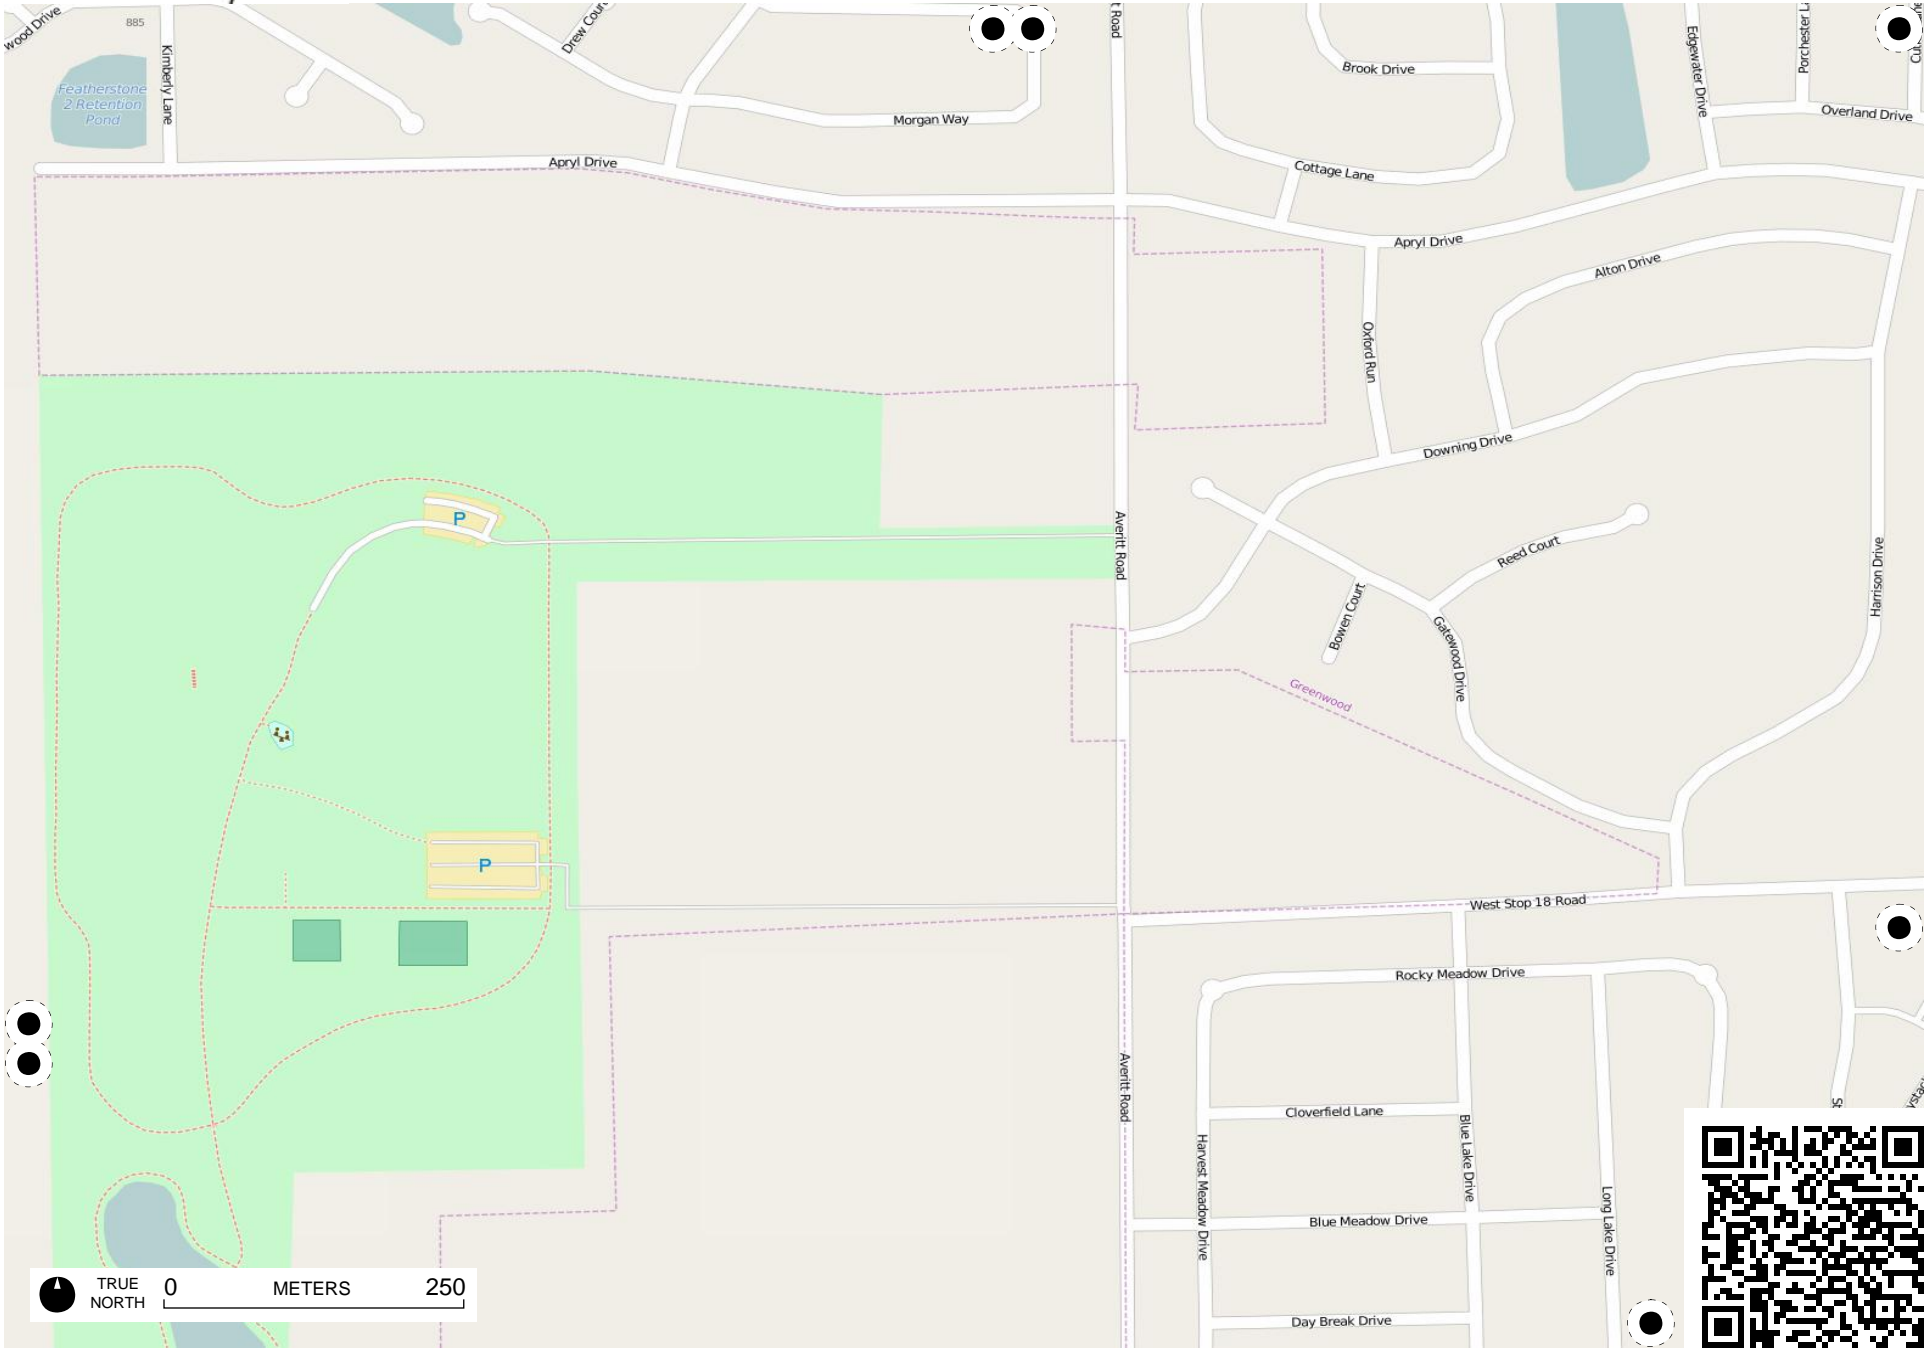 wood Drive
885
Kimberly Lane
Featherstone
2 Retention
Pond
Drew Cour
t Road
Brook Drive
Edgewater Drive
Porchester L
Overland Drive
Morgan Way
Apryl Drive
Cottage Lane
Apryl Drive
Alton Drive
Oxford Run
Downing Drive
P
Averitt Road
Reed Court
Bowen Court
Harrison Drive
Gatewood Drive
Greenwood
P
West Stop 18 Road
Rocky Meadow Drive
Averitt Road
Cloverfield Lane
St
Harvest Meadow Drive
Blue Lake Drive
Long Lake Drive
Blue Meadow Drive
Day Break Drive
TRUE
NORTH
0 METERS 250